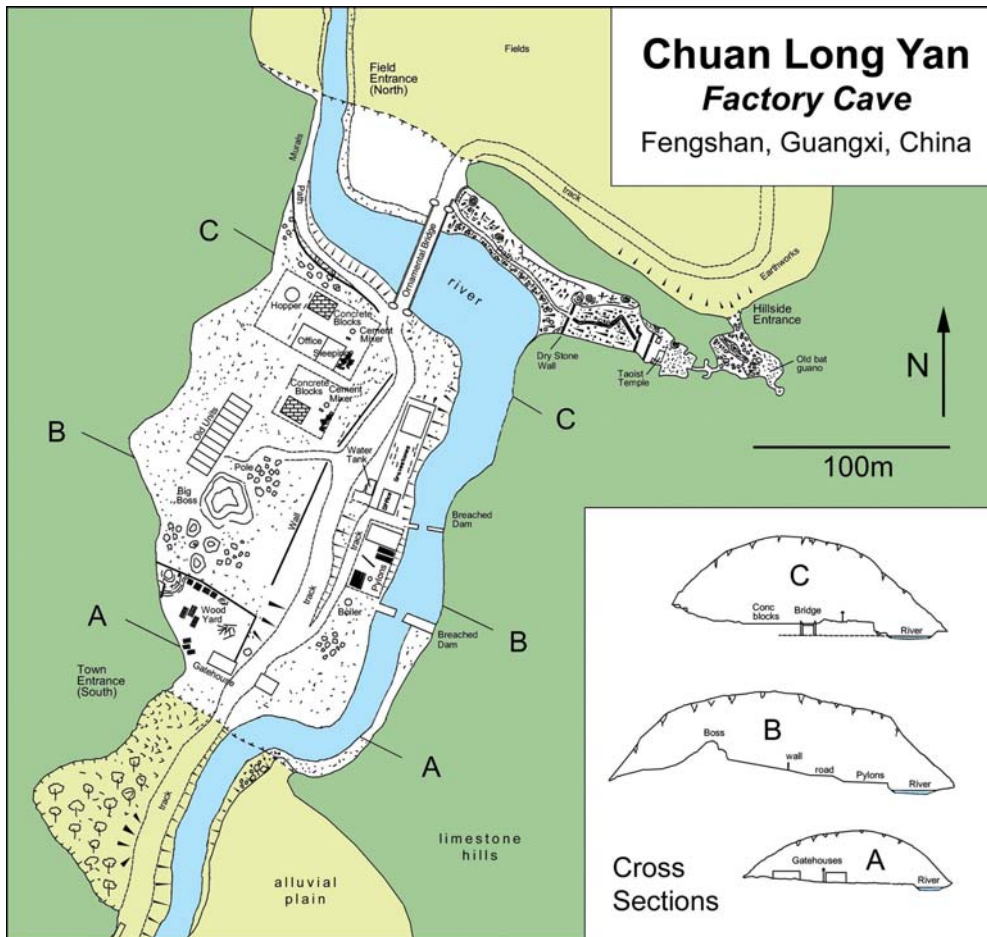 Chuan Long Yan
Factory Cave
Fengshan, Guangxi, China
Fields
Field
Entrance
(North)
Murals
Path
track
Earthworks
C
Ornamental Bridge
river
Hillside
Entrance
Hopper
Concrete
Blocks
Cement
Mixer
Office
Sleeping
Dry Stone
Wall
Taoist
Temple
Old bat
guano
N
Concrete
Blocks
Cement
Mixer
C
B
Old Units
100m
Water
Tank
Gravestones
Pole
Big
Boss
Office
Wall
Breached
Dam
track
Pylons
A
Wood
Yard
Boiler
track
B
Breached
Dam
Gatehouse
Town
Entrance
(South)
A
track
limestone
hills
alluvial
plain
C
Conc
blocks
Bridge
River
B
Boss
wall
road
Pylons
River
A
Gatehouses
River
Cross
Sections